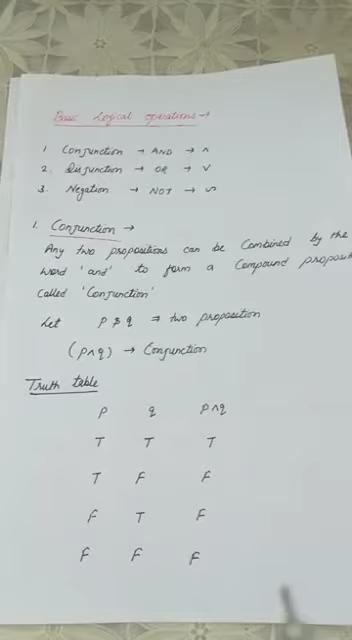 Basic Logical operations →
1 Conjunction → AND → ∧
2. Disjunction → OR → ∨
3. Negation → NOT → ∽
1. Conjunction →
Any two propositions can be Combined by the
word 'and' to form a Compound proposit
Called 'Conjunction'
Let P & q ⇒ two proposition
(p∧q) → Conjunction
Truth table
P q p∧q
T T T
T F F
F T F
F F F